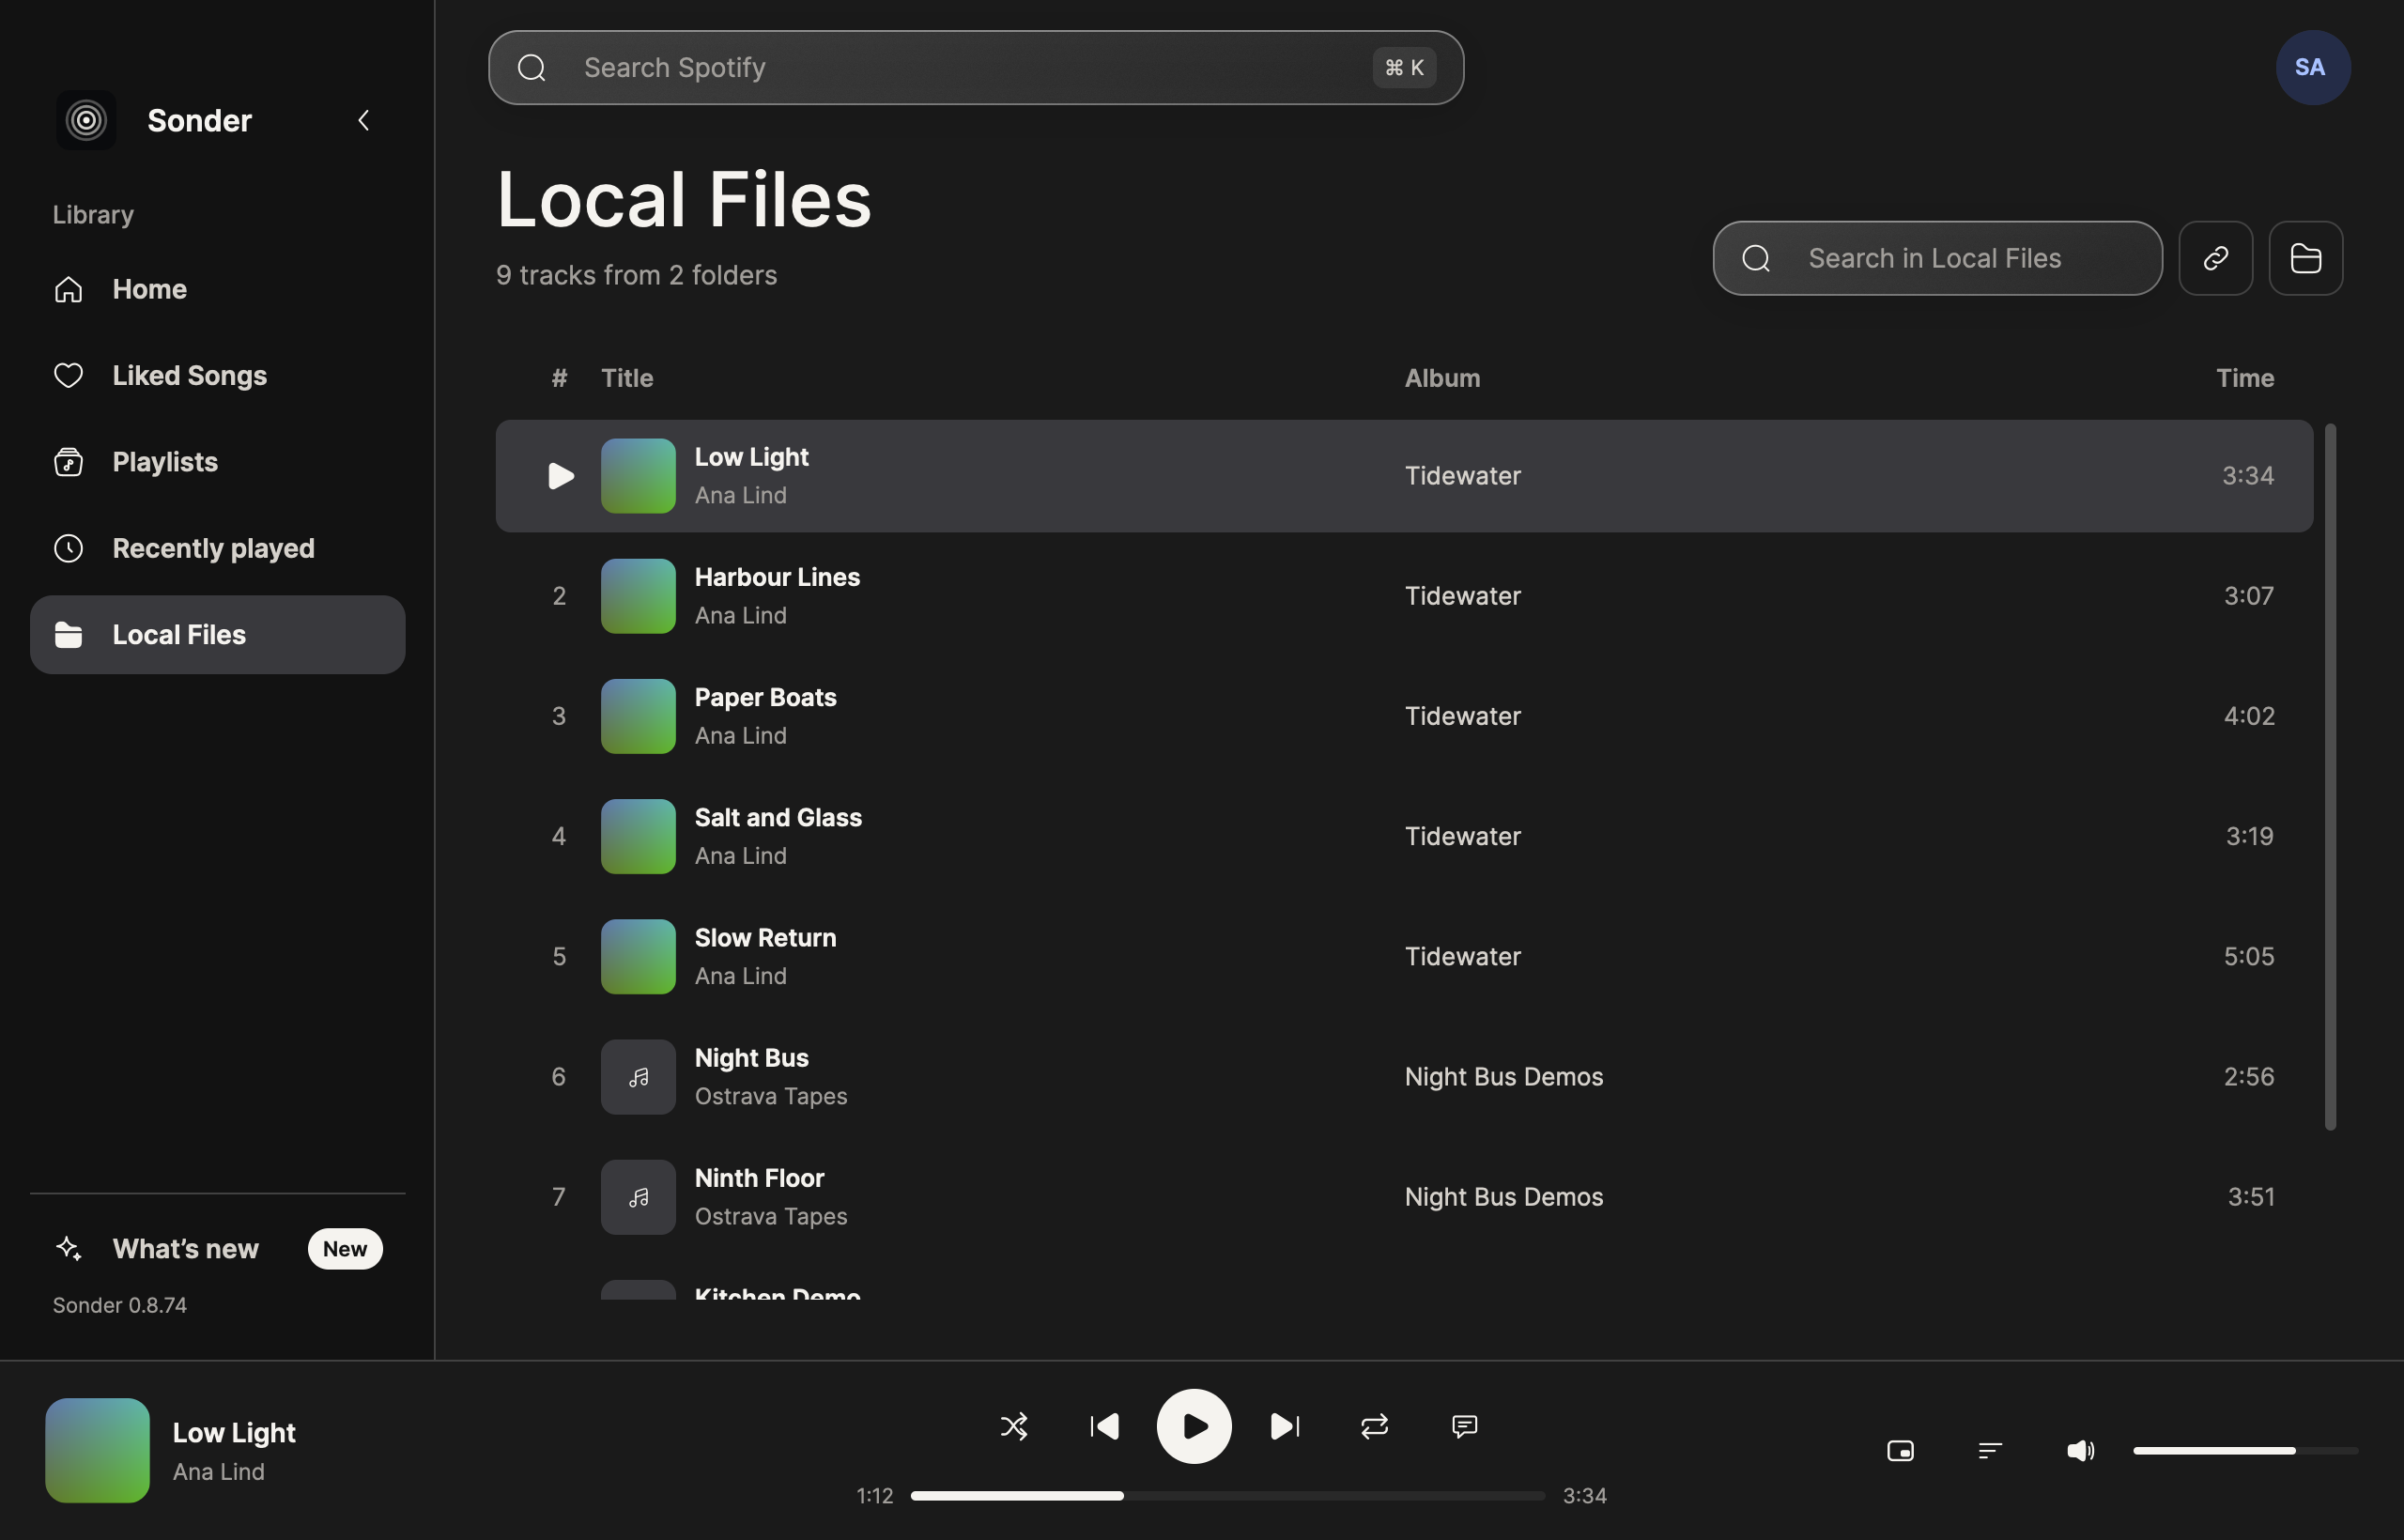 Search Spotify
⌘ K
SA
Sonder
Library
Home
Liked Songs
Playlists
Recently played
Local Files
What’s new
New
Sonder 0.8.74
Local Files
9 tracks from 2 folders
Search in Local Files
# Title Album Time
Low Light
Ana Lind
Tidewater
3:34
2
Harbour Lines
Ana Lind
Tidewater
3:07
3
Paper Boats
Ana Lind
Tidewater
4:02
4
Salt and Glass
Ana Lind
Tidewater
3:19
5
Slow Return
Ana Lind
Tidewater
5:05
6
Night Bus
Ostrava Tapes
Night Bus Demos
2:56
7
Ninth Floor
Ostrava Tapes
Night Bus Demos
3:51
Kitchen Demo
Low Light
Ana Lind
1:12
3:34